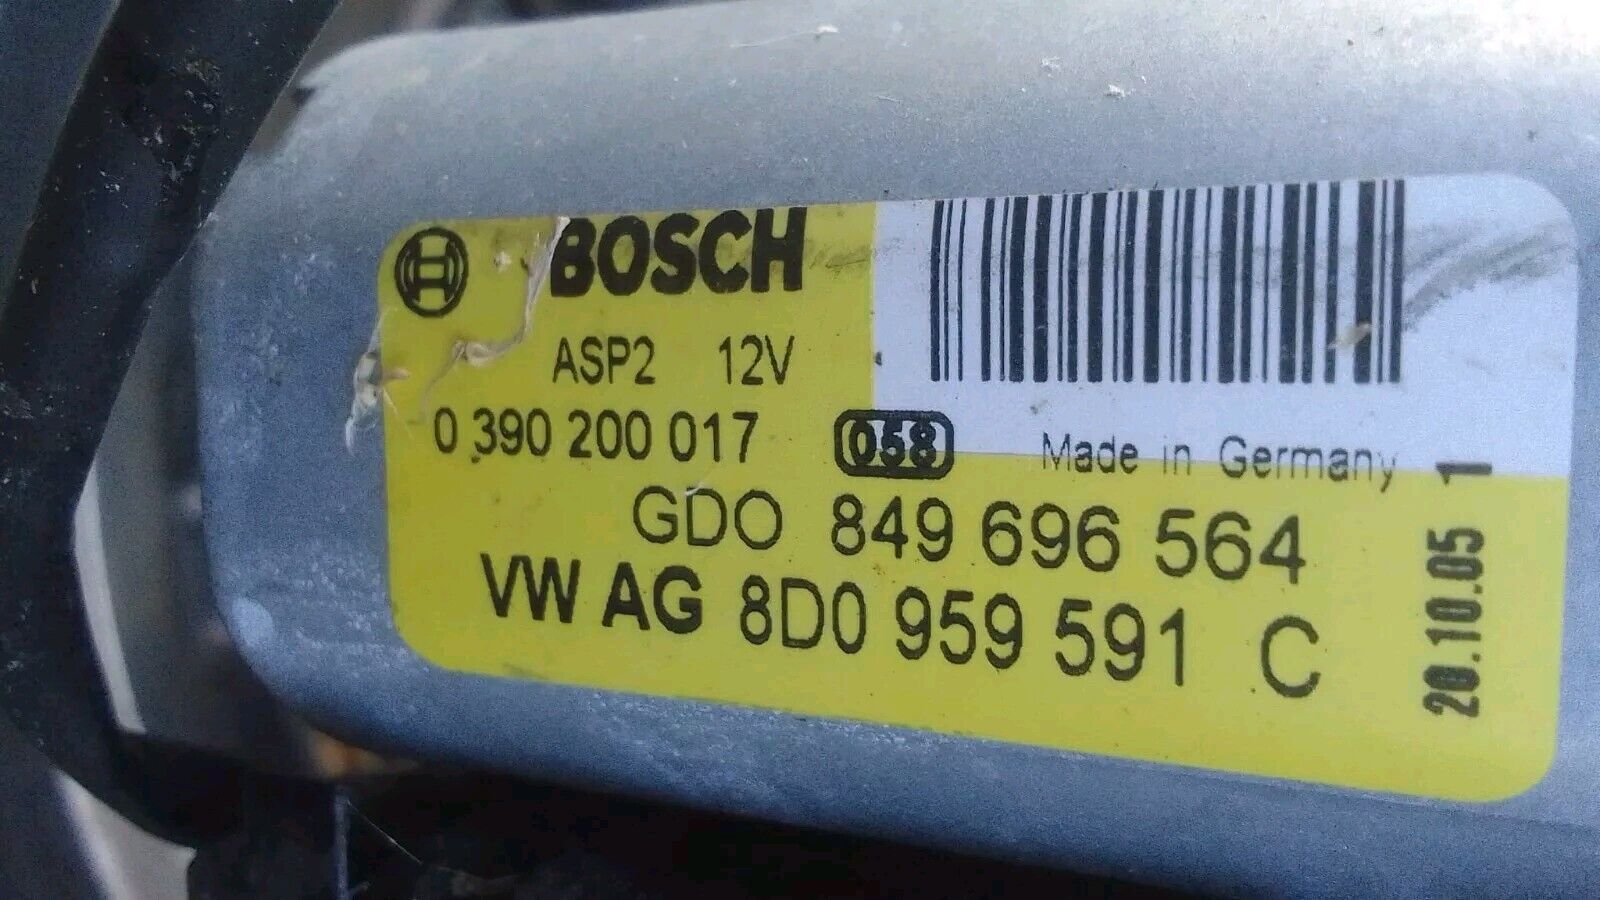 BOSCH
ASP2 12V
0 390 200 017 058 Made in Germany
GDO 849 696 564
VW AG 8D0 959 591 C
20.10.05 1